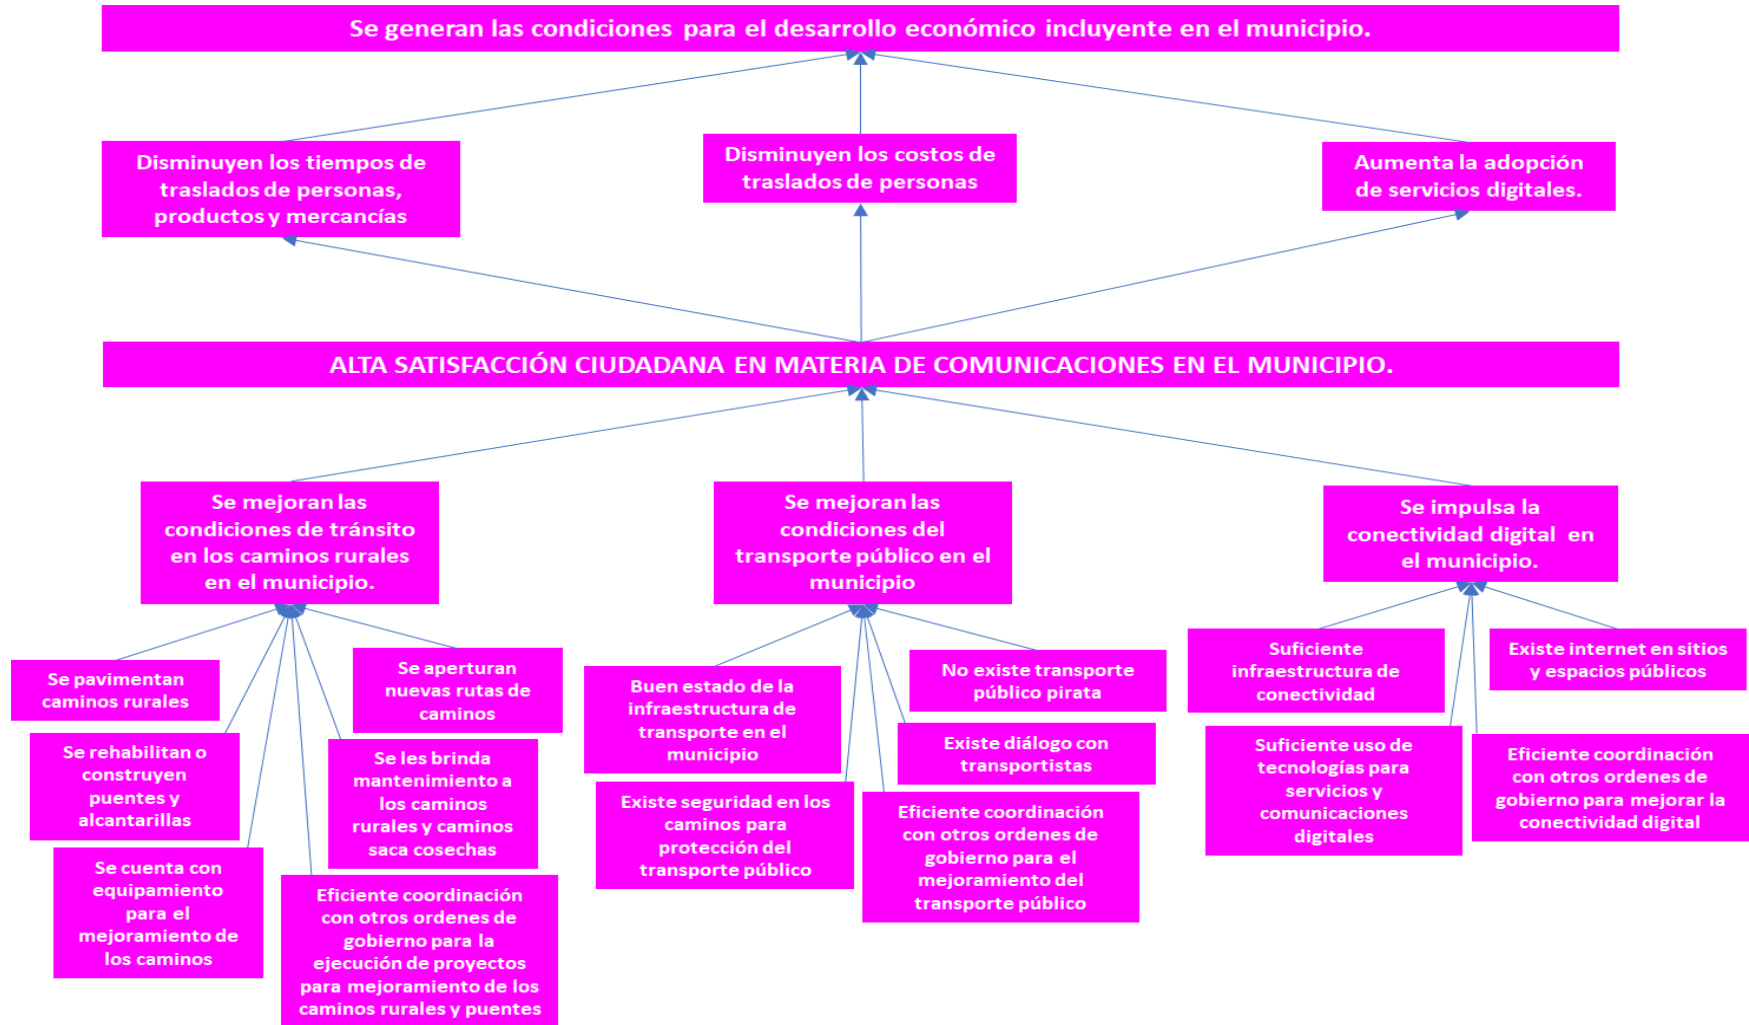 Se generan las condiciones para el desarrollo económico incluyente en el municipio.
Disminuyen los tiempos de
traslados de personas,
productos y mercancías
Disminuyen los costos de
traslados de personas
Aumenta la adopción
de servicios digitales.
ALTA SATISFACCIÓN CIUDADANA EN MATERIA DE COMUNICACIONES EN EL MUNICIPIO.
Se mejoran las
condiciones de tránsito
en los caminos rurales
en el municipio.
Se mejoran las
condiciones del
transporte público en el
municipio
Se impulsa la
conectividad digital en
el municipio.
Se pavimentan
caminos rurales
Se aperturan
nuevas rutas de
caminos
Se rehabilitan o
construyen
puentes y
alcantarillas
Se les brinda
mantenimiento a
los caminos
rurales y caminos
saca cosechas
Se cuenta con
equipamiento
para el
mejoramiento de
los caminos
Eficiente coordinación
con otros ordenes de
gobierno para la
ejecución de proyectos
para mejoramiento de los
caminos rurales y puentes
Buen estado de la
infraestructura de
transporte en el
municipio
No existe transporte
público pirata
Existe diálogo con
transportistas
Existe seguridad en los
caminos para
protección del
transporte público
Eficiente coordinación
con otros ordenes de
gobierno para el
mejoramiento del
transporte público
Suficiente
infraestructura de
conectividad
Existe internet en sitios
y espacios públicos
Suficiente uso de
tecnologías para
servicios y
comunicaciones
digitales
Eficiente coordinación
con otros ordenes de
gobierno para mejorar la
conectividad digital